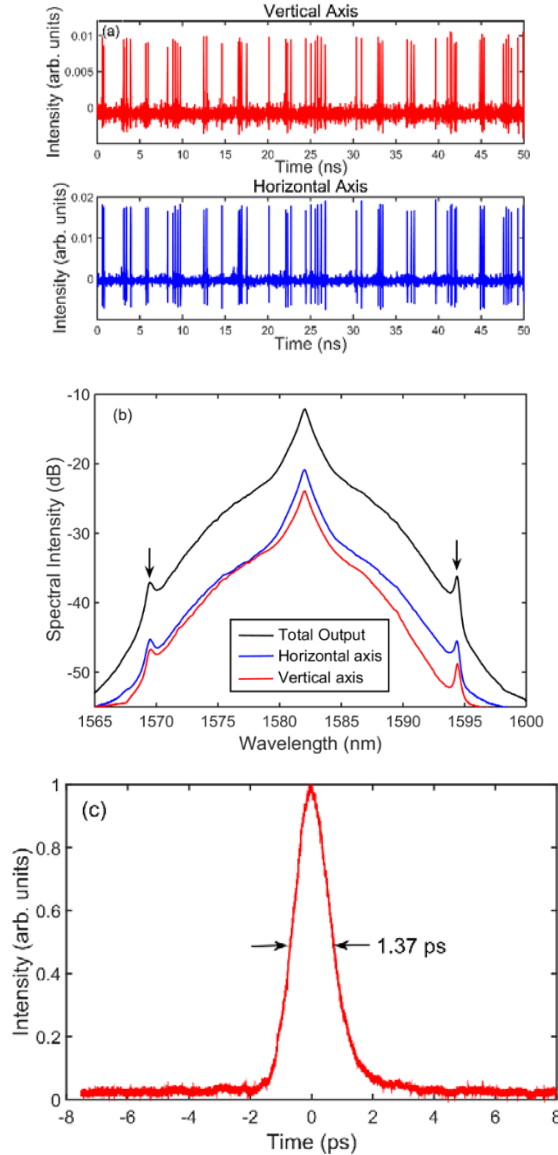 Vertical Axis
(a)
Intensity (arb. units)
0.01
0.005
0
0 5 10 15 20 25 30 35 40 45 50
Time (ns)
Horizontal Axis
Intensity (arb. units)
0.02
0.01
0
0 5 10 15 20 25 30 35 40 45 50
Time (ns)
(b)
Spectral Intensity (dB)
-10
-20
-30
-40
-50
Total Output
Horizontal axis
Vertical axis
1565 1570 1575 1580 1585 1590 1595 1600
Wavelength (nm)
(c)
Intensity (arb. units)
1
0.8
0.6
0.4
0.2
0
1.37 ps
-8 -6 -4 -2 0 2 4 6 8
Time (ps)